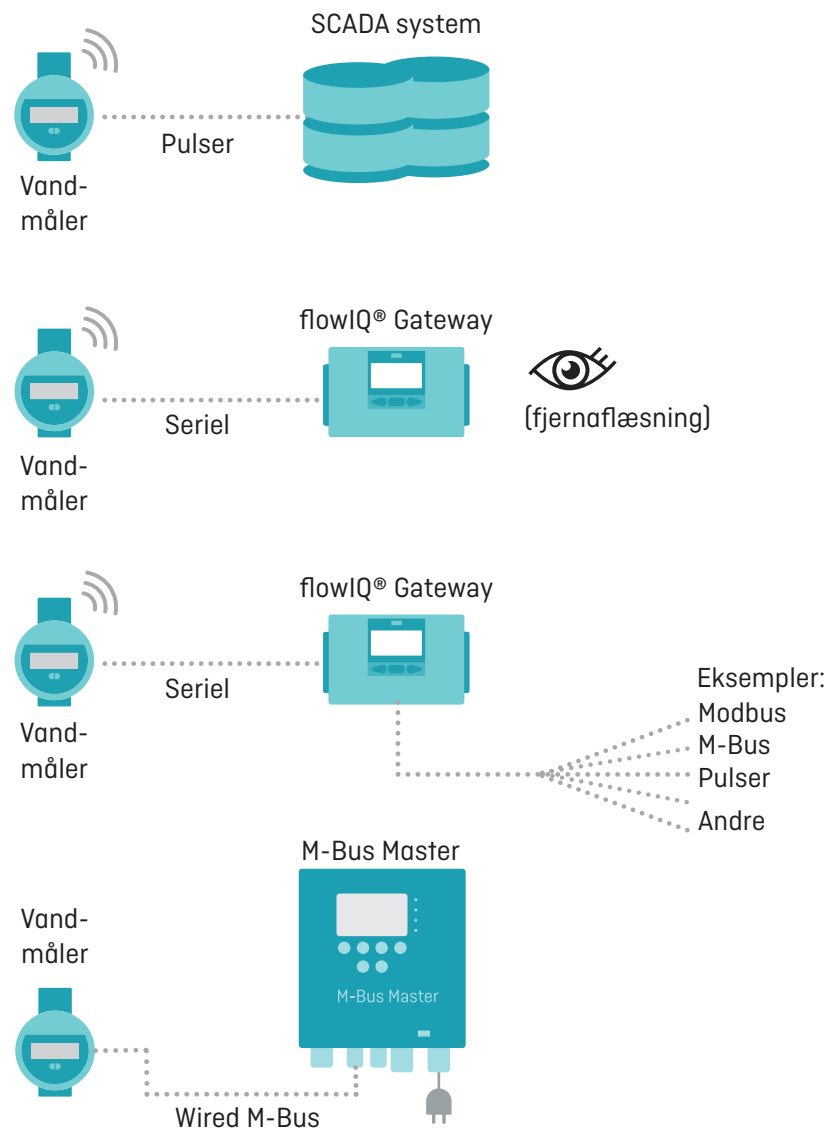 SCADA system
Pulser
Vand-
måler
flowIQ® Gateway
(fjernaflæsning)
Seriel
Vand-
måler
flowIQ® Gateway
Seriel
Vand-
måler
Eksempler:
Modbus
M-Bus
Pulser
Andre
M-Bus Master
Vand-
måler
M-Bus Master
Wired M-Bus